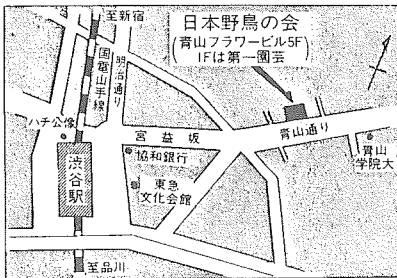 至新宿
日本野鳥の会
(青山フラワービル5F
1Fは第一園芸)
国電山手線
明治通り
ハチ公像
宮益坂
青山通り
協和銀行
青山
学院大
渋谷駅
東急
文化会館
至品川